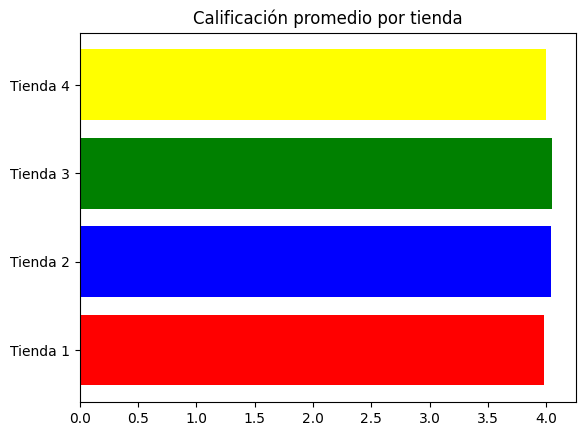 Calificación promedio por tienda
Tienda 4
Tienda 3
Tienda 2
Tienda 1
0.0 0.5 1.0 1.5 2.0 2.5 3.0 3.5 4.0